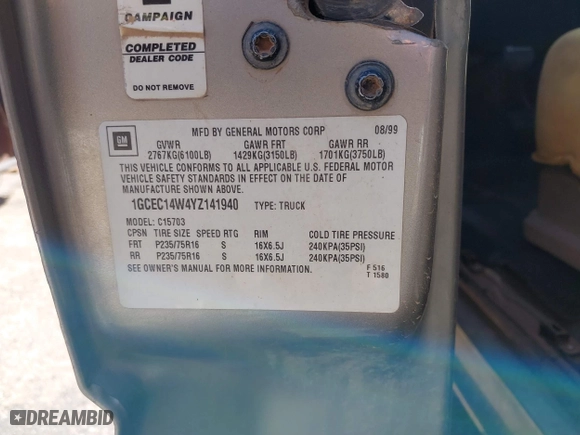 CAMPAIGN
COMPLETED
DEALER CODE
DO NOT REMOVE
GM
MFD BY GENERAL MOTORS CORP 08/99
GVWR GAWR FRT GAWR RR
2767KG(6100LB) 1429KG(3150LB) 1701KG(3750LB)
THIS VEHICLE CONFORMS TO ALL APPLICABLE U.S. FEDERAL MOTOR
VEHICLE SAFETY STANDARDS IN EFFECT ON THE DATE OF
MANUFACTURE SHOWN ABOVE.
1GCEC14W4YZ141940 TYPE: TRUCK
MODEL: C15703
CPSN TIRE SIZE SPEED RTG RIM COLD TIRE PRESSURE
FRT P235/75R16 S 16X6.5J 240KPA(35PSI)
RR P235/75R16 S 16X6.5J 240KPA(35PSI)
SEE OWNER'S MANUAL FOR MORE INFORMATION
F 516
T 1580
DREAMBID